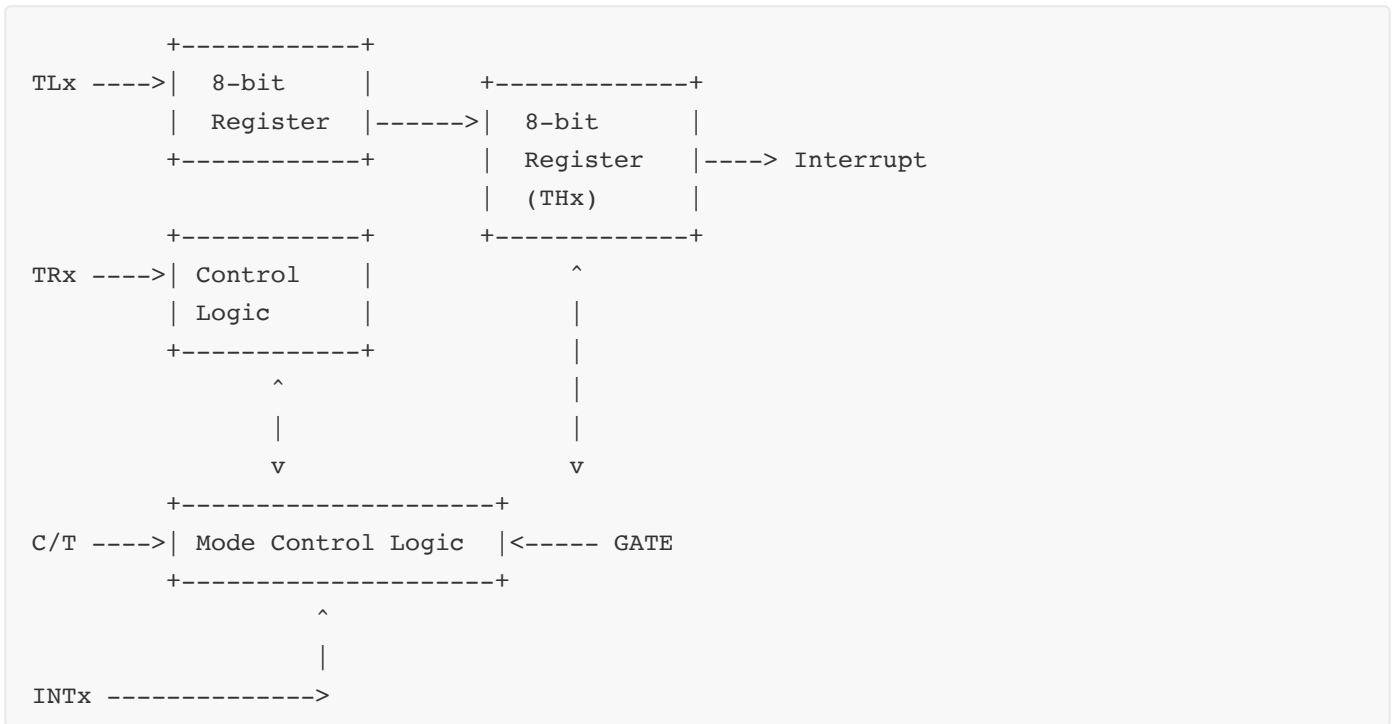 +------------+
TLx ---->|  8-bit     |       +-------------+
         |  Register  |------>|  8-bit      |
         +------------+       |  Register   |----> Interrupt
                              |  (THx)      |
         +------------+       +-------------+
TRx ---->| Control    |             ^
         | Logic      |             |
         +------------+             |
               ^                    |
               |                    |
               v                    v
         +---------------------+
C/T ---->| Mode Control Logic  |<----- GATE
         +---------------------+
                  ^
                  |
INTx -------------->